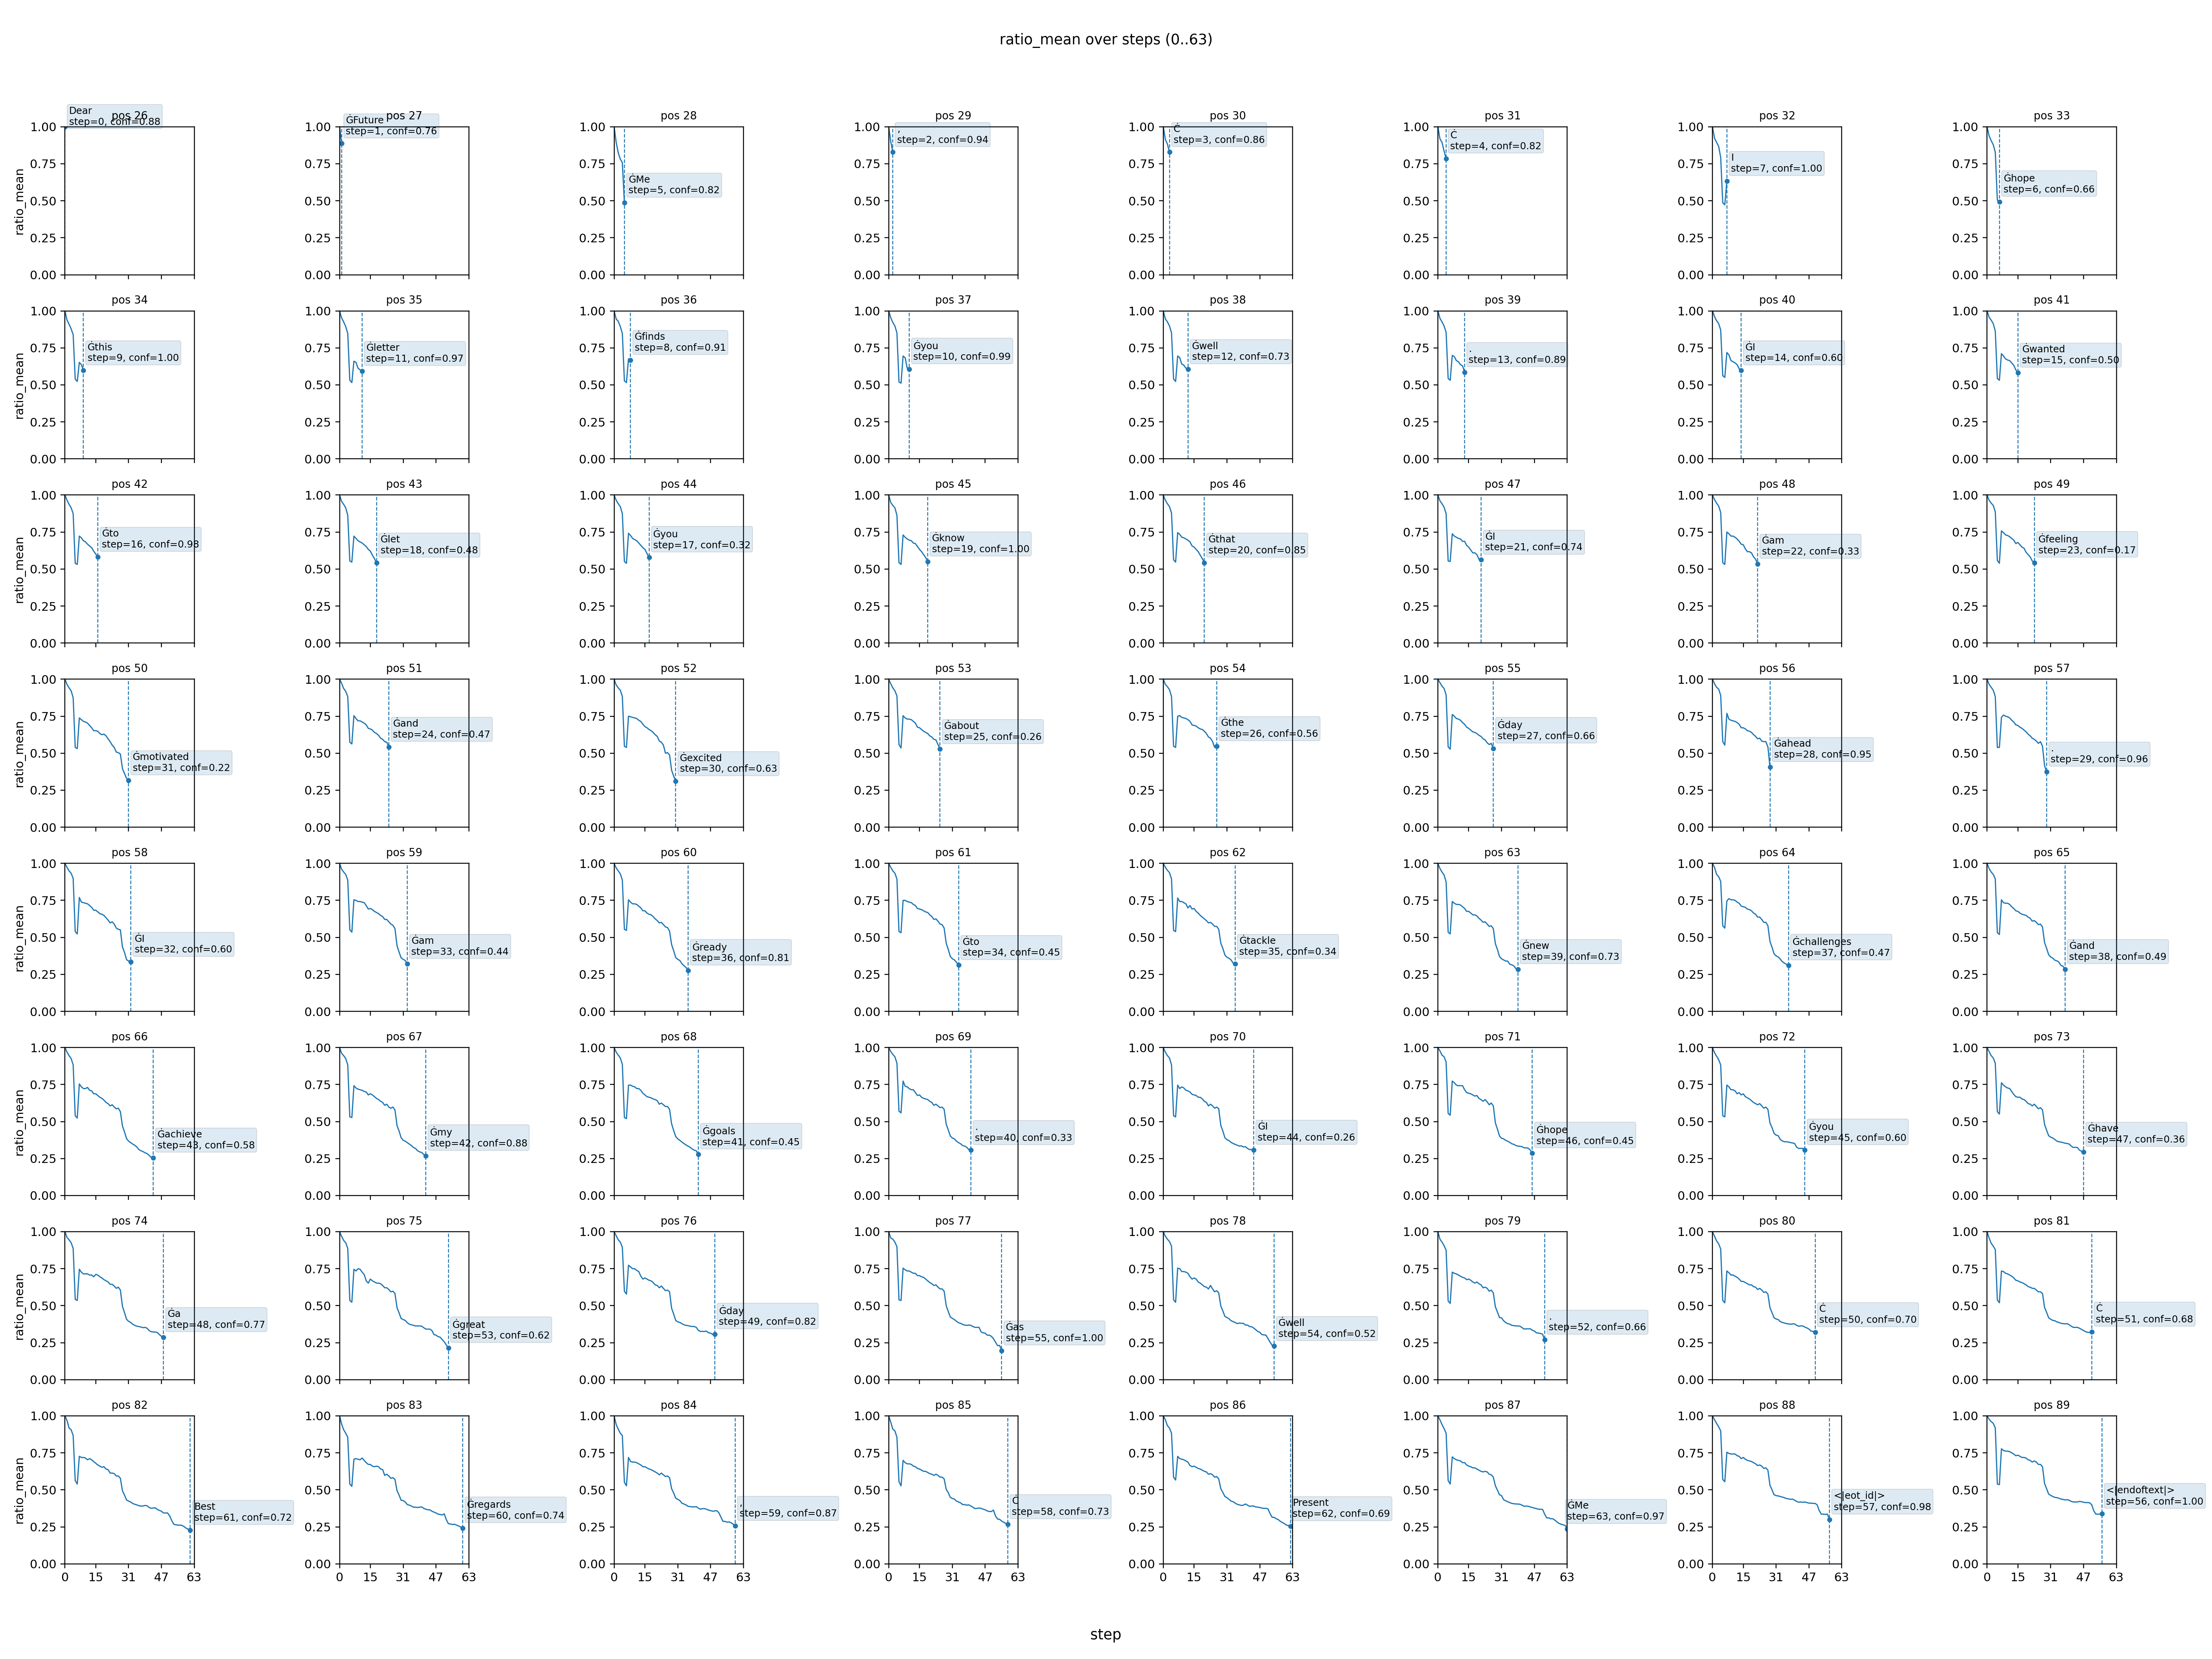 ratio_mean over steps (0..63)
pos 26
Dear
step=0, conf=0.88
pos 27
ĠFuture
step=1, conf=0.76
pos 28
ĠMe
step=5, conf=0.82
pos 29
,
step=2, conf=0.94
pos 30
Ċ
step=3, conf=0.86
pos 31
Ċ
step=4, conf=0.82
pos 32
I
step=7, conf=1.00
pos 33
Ġhope
step=6, conf=0.66
pos 34
Ġthis
step=9, conf=1.00
pos 35
Ġletter
step=11, conf=0.97
pos 36
Ġfinds
step=8, conf=0.91
pos 37
Ġyou
step=10, conf=0.99
pos 38
Ġwell
step=12, conf=0.73
pos 39
.
step=13, conf=0.89
pos 40
ĠI
step=14, conf=0.60
pos 41
Ġwanted
step=15, conf=0.50
pos 42
Ġto
step=16, conf=0.98
pos 43
Ġlet
step=18, conf=0.48
pos 44
Ġyou
step=17, conf=0.32
pos 45
Ġknow
step=19, conf=1.00
pos 46
Ġthat
step=20, conf=0.85
pos 47
ĠI
step=21, conf=0.74
pos 48
Ġam
step=22, conf=0.33
pos 49
Ġfeeling
step=23, conf=0.17
pos 50
Ġmotivated
step=31, conf=0.22
pos 51
Ġand
step=24, conf=0.47
pos 52
Ġexcited
step=30, conf=0.63
pos 53
Ġabout
step=25, conf=0.26
pos 54
Ġthe
step=26, conf=0.56
pos 55
Ġday
step=27, conf=0.66
pos 56
Ġahead
step=28, conf=0.95
pos 57
.
step=29, conf=0.96
pos 58
ĠI
step=32, conf=0.60
pos 59
Ġam
step=33, conf=0.44
pos 60
Ġready
step=36, conf=0.81
pos 61
Ġto
step=34, conf=0.45
pos 62
Ġtackle
step=35, conf=0.34
pos 63
Ġnew
step=39, conf=0.73
pos 64
Ġchallenges
step=37, conf=0.47
pos 65
Ġand
step=38, conf=0.49
pos 66
Ġachieve
step=43, conf=0.58
pos 67
Ġmy
step=42, conf=0.88
pos 68
Ġgoals
step=41, conf=0.45
pos 69
.
step=40, conf=0.33
pos 70
ĠI
step=44, conf=0.26
pos 71
Ġhope
step=46, conf=0.45
pos 72
Ġyou
step=45, conf=0.60
pos 73
Ġhave
step=47, conf=0.36
pos 74
Ġa
step=48, conf=0.77
pos 75
Ġgreat
step=53, conf=0.62
pos 76
Ġday
step=49, conf=0.82
pos 77
Ġas
step=55, conf=1.00
pos 78
Ġwell
step=54, conf=0.52
pos 79
.
step=52, conf=0.66
pos 80
Ċ
step=50, conf=0.70
pos 81
Ċ
step=51, conf=0.68
pos 82
Best
step=61, conf=0.72
pos 83
Ġregards
step=60, conf=0.74
pos 84
,
step=59, conf=0.87
pos 85
Ċ
step=58, conf=0.73
pos 86
Present
step=62, conf=0.69
pos 87
ĠMe
step=63, conf=0.97
pos 88
<|eot_id|>
step=57, conf=0.98
pos 89
<|endoftext|>
step=56, conf=1.00
ratio_mean
1.00
0.75
0.50
0.25
0.00
0 15 31 47 63
step